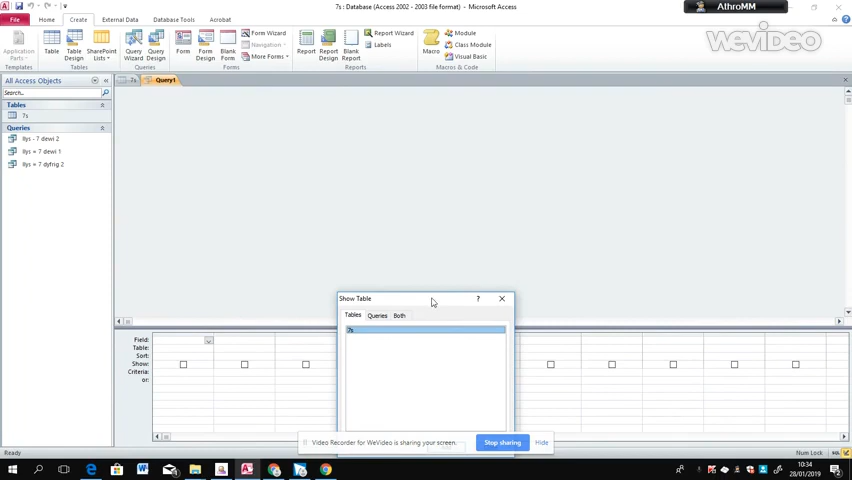 7s : Database (Access 2002 - 2003 file format) - Microsoft Access
AthroMM
File Home Create External Data Database Tools Acrobat
WeVideo
Application Parts
Table
Table Design
SharePoint Lists
Query Wizard
Query Design
Form
Form Design
Blank Form
Form Wizard
Navigation
More Forms
Report
Report Design
Blank Report
Report Wizard
Labels
Macro
Module
Class Module
Visual Basic
Templates Tables Queries Forms Reports Macros & Code
All Access Objects
7s
Query1
Search...
Tables
7s
Queries
llys - 7 dewi 2
llys = 7 dewi 1
llys = 7 dyfrig 2
Show Table
?
Tables Queries Both
7s
Field:
Table:
Sort:
Show:
Criteria:
or:
Video Recorder for WeVideo is sharing your screen.
Stop sharing
Hide
Ready
Num Lock
10:34
28/01/2019